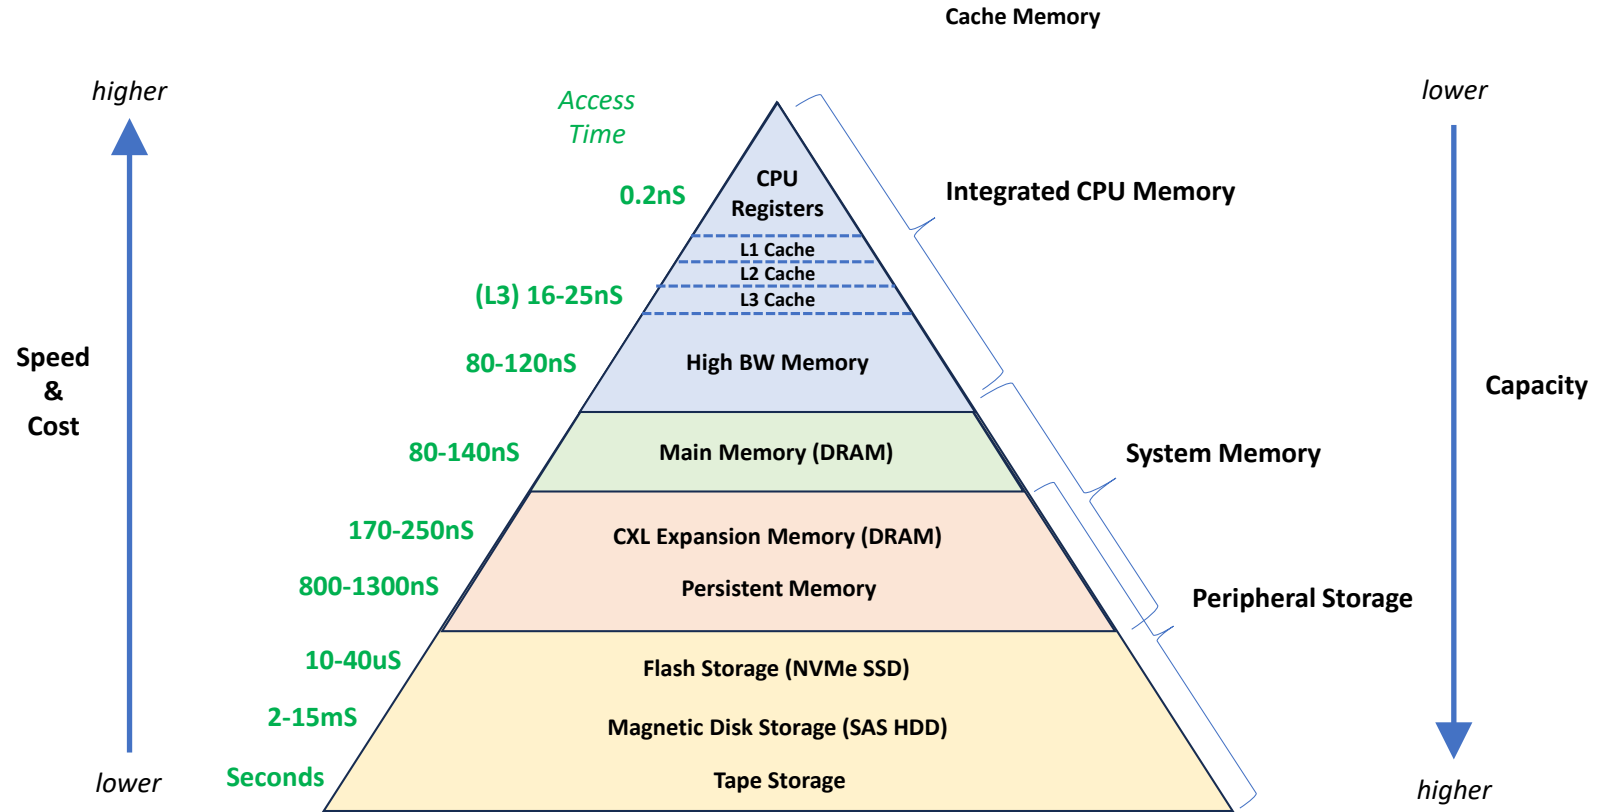 Cache Memory
higher
Access
Time
lower
CPU
Registers
0.2nS
Integrated CPU Memory
L1 Cache
L2 Cache
(L3) 16-25nS
L3 Cache
Speed
&
Cost
80-120nS
High BW Memory
Capacity
80-140nS
Main Memory (DRAM)
System Memory
170-250nS
CXL Expansion Memory (DRAM)
800-1300nS
Persistent Memory
Peripheral Storage
10-40uS
Flash Storage (NVMe SSD)
2-15mS
Magnetic Disk Storage (SAS HDD)
lower
Seconds
Tape Storage
higher